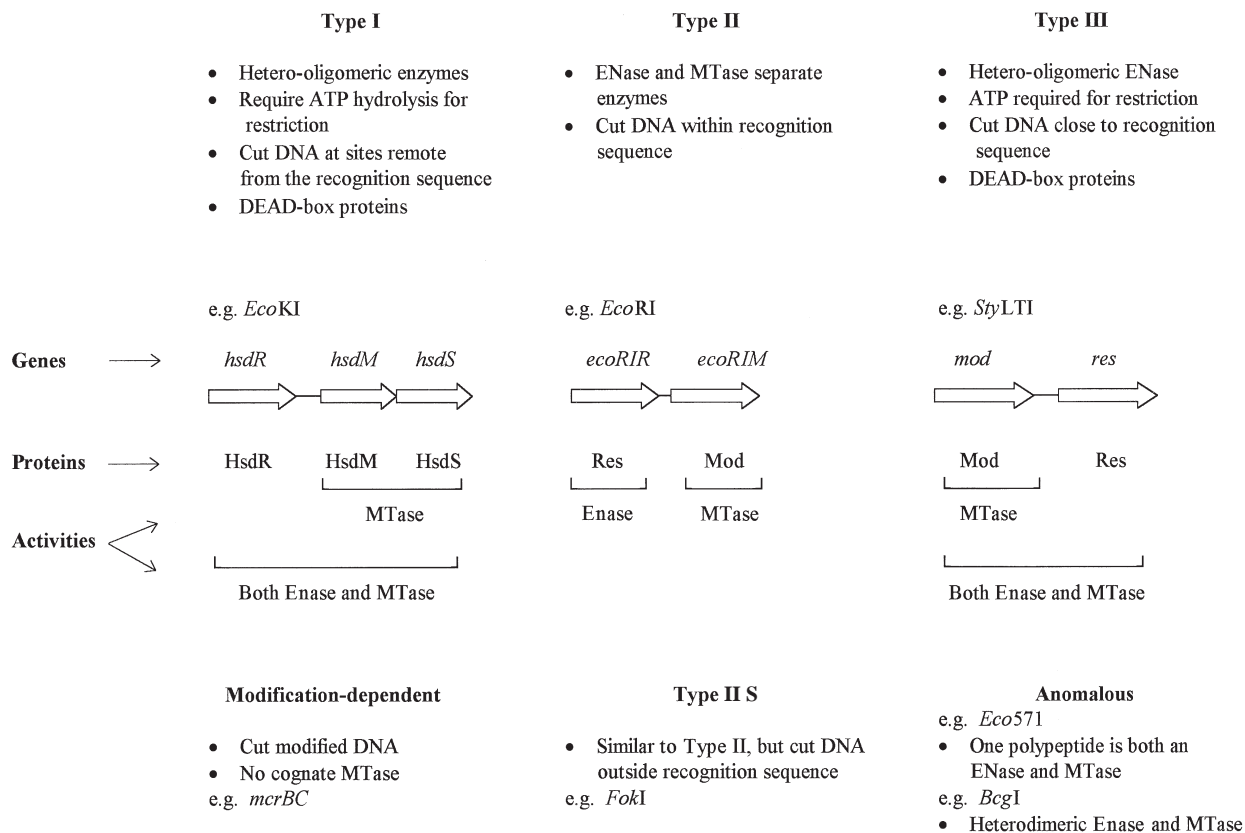 Type I
• Hetero-oligomeric enzymes
• Require ATP hydrolysis for
restriction
• Cut DNA at sites remote
from the recognition sequence
• DEAD-box proteins
Type II
• ENase and MTase separate
enzymes
• Cut DNA within recognition
sequence
Type III
• Hetero-oligomeric ENase
• ATP required for restriction
• Cut DNA close to recognition
sequence
• DEAD-box proteins
e.g. EcoKI
e.g. EcoRI
e.g. StyLTI
Genes hsdR hsdM hsdS ecoRIR ecoRIM mod res
Proteins HsdR HsdM HsdS Res Mod Mod Res
MTase Enase MTase MTase
Activities
Both Enase and MTase Both Enase and MTase
Modification-dependent
• Cut modified DNA
• No cognate MTase
e.g. mcrBC
Type II S
• Similar to Type II, but cut DNA
outside recognition sequence
e.g. FokI
Anomalous
e.g. Eco571
• One polypeptide is both an
ENase and MTase
e.g. BcgI
• Heterodimeric Enase and MTase